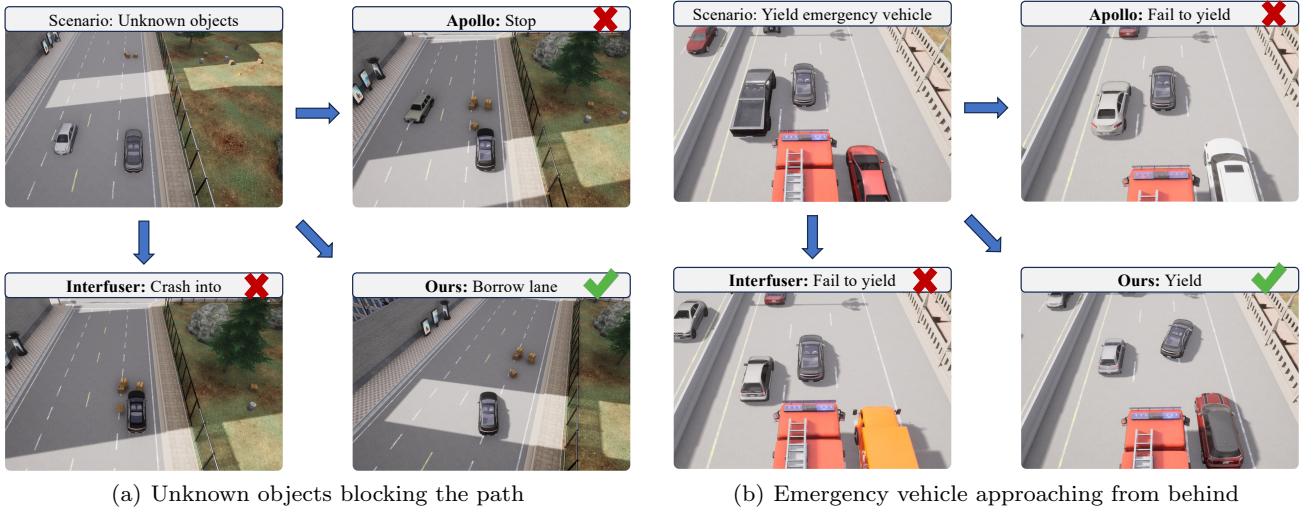 Scenario: Unknown objects
Apollo: Stop
Interfuser: Crash into
Ours: Borrow lane
(a) Unknown objects blocking the path
Scenario: Yield emergency vehicle
Apollo: Fail to yield
Interfuser: Fail to yield
Ours: Yield
(b) Emergency vehicle approaching from behind